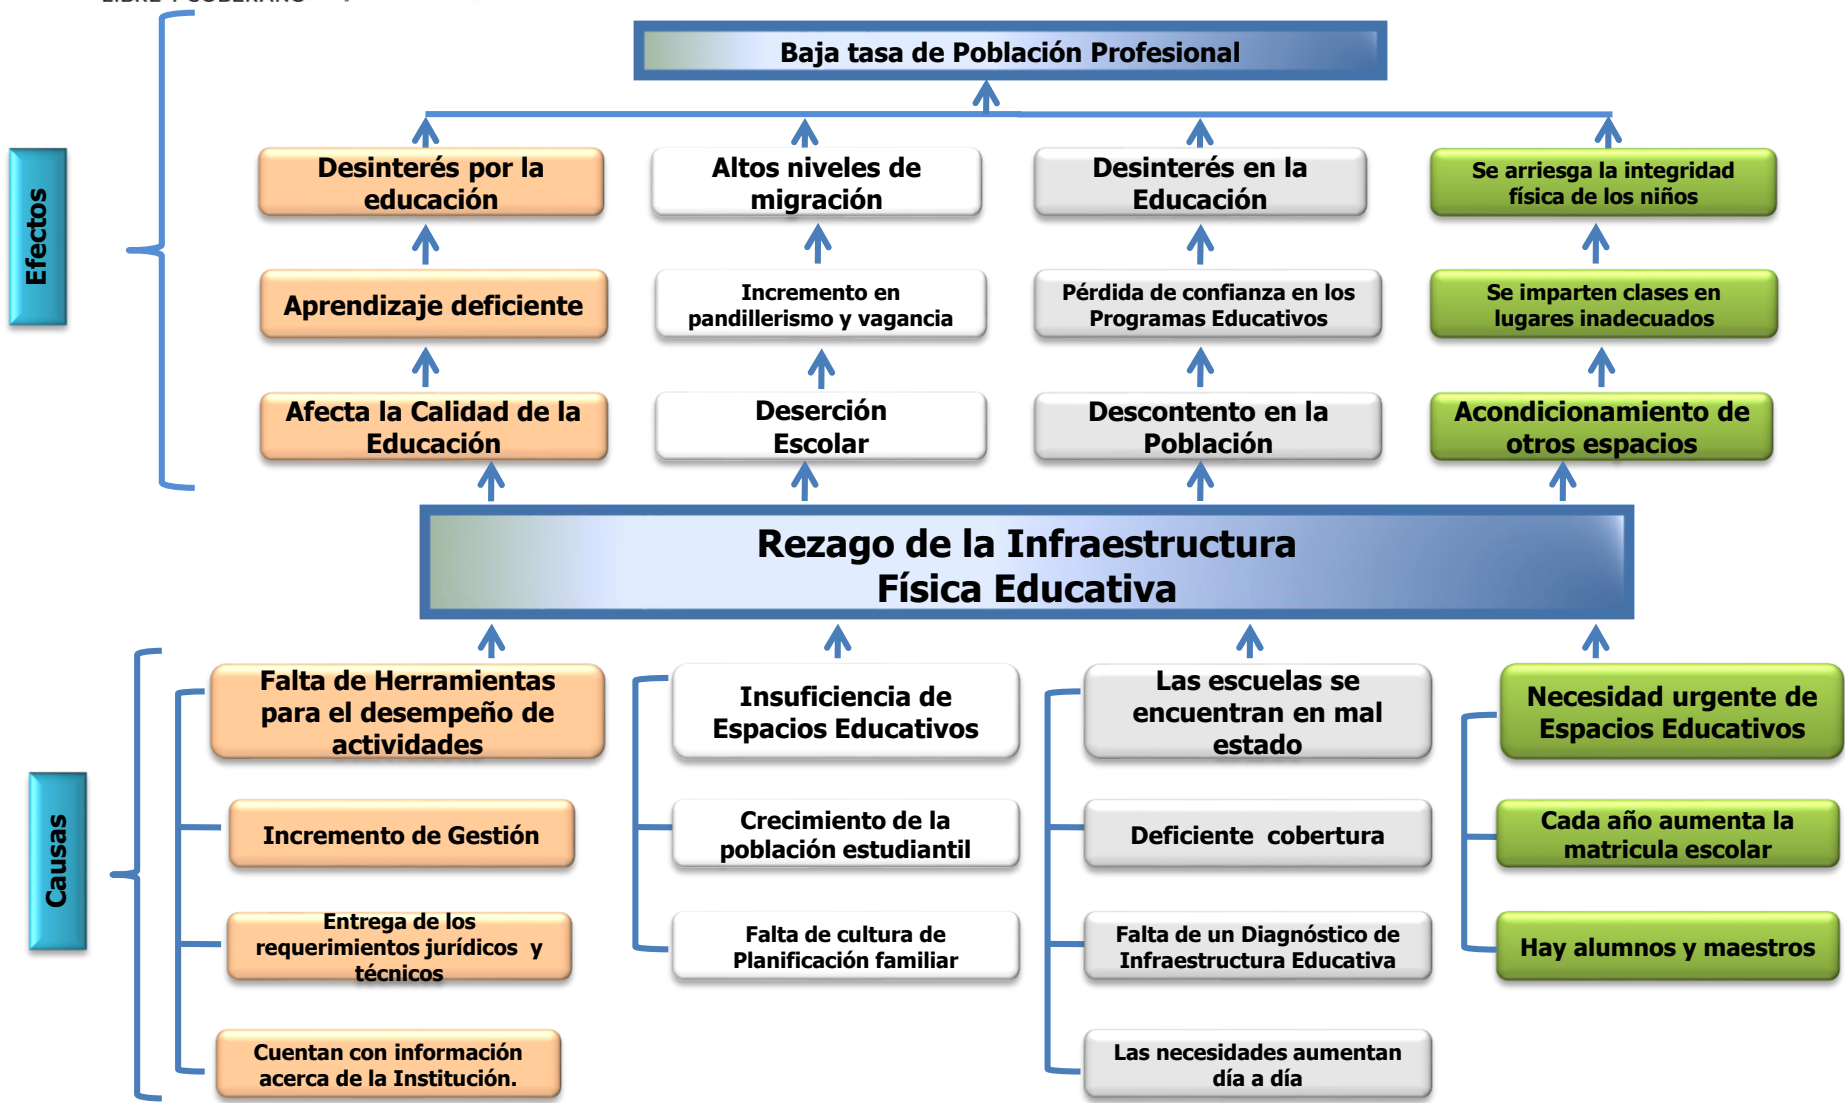 LIBRE Y SOBERANO
Baja tasa de Población Profesional
Efectos
Desinterés por la
educación
Altos niveles de
migración
Desinterés en la
Educación
Se arriesga la integridad
física de los niños
Aprendizaje deficiente
Incremento en
pandillerismo y vagancia
Pérdida de confianza en los
Programas Educativos
Se imparten clases en
lugares inadecuados
Afecta la Calidad de la
Educación
Deserción
Escolar
Descontento en la
Población
Acondicionamiento de
otros espacios
Rezago de la Infraestructura
Física Educativa
Causas
Falta de Herramientas
para el desempeño de
actividades
Insuficiencia de
Espacios Educativos
Las escuelas se
encuentran en mal
estado
Necesidad urgente de
Espacios Educativos
Incremento de Gestión
Crecimiento de la
población estudiantil
Deficiente cobertura
Cada año aumenta la
matricula escolar
Entrega de los
requerimientos jurídicos y
técnicos
Falta de cultura de
Planificación familiar
Falta de un Diagnóstico de
Infraestructura Educativa
Hay alumnos y maestros
Cuentan con información
acerca de la Institución.
Las necesidades aumentan
día a día